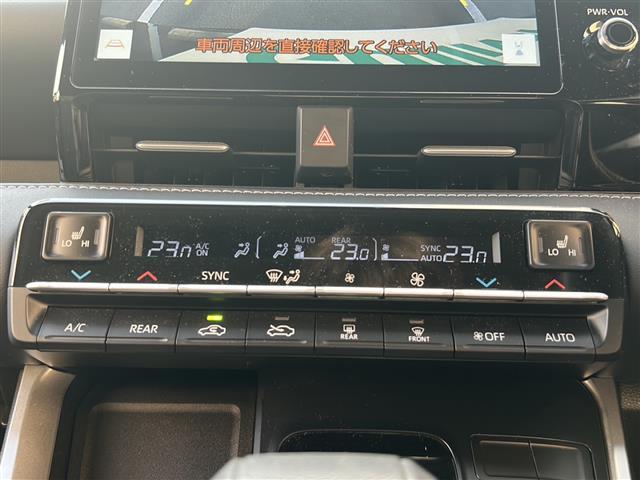 PWR·VOL
車両周辺を直接確認してください
LO HI
23.0 A/C ON AUTO REAR 23.0 SYNC AUTO 23.0
LO HI
SYNC
A/C REAR REAR FRONT OFF AUTO